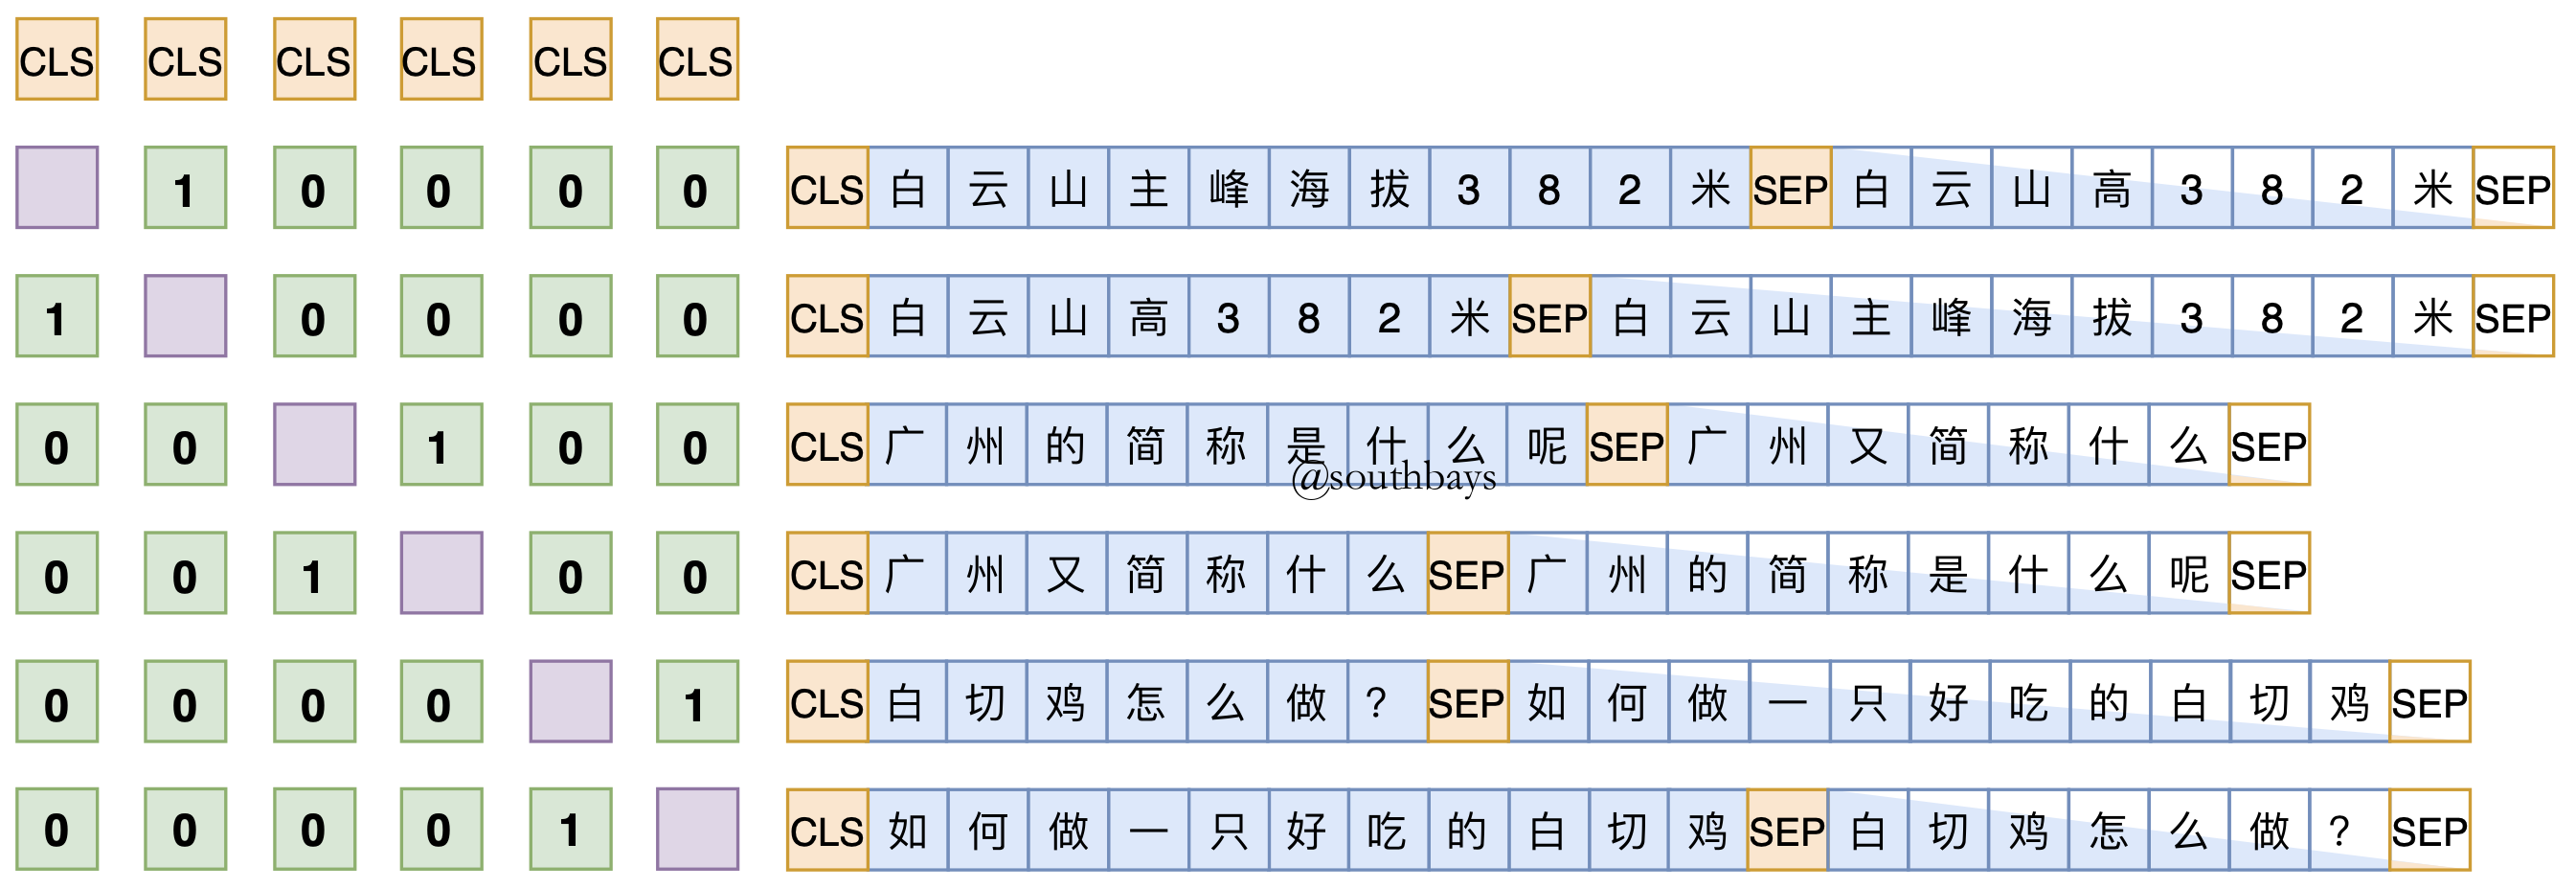 CLS CLS CLS CLS CLS CLS
1 0 0 0 0 CLS 白云山主峰海拔382米 SEP 白云山高382米 SEP
1 0 0 0 0 CLS 白云山高382米 SEP 白云山主峰海拔382米 SEP
0 0 1 0 0 CLS 广州的简称是什么呢 SEP 广州又简称什么 SEP
@southbays
0 0 1 0 0 CLS 广州又简称什么 SEP 广州的简称是什么呢 SEP
0 0 0 0 1 CLS 白切鸡怎么做? SEP 如何做一只好吃的白切鸡 SEP
0 0 0 0 1 CLS 如何做一只好吃的白切鸡 SEP 白切鸡怎么做? SEP